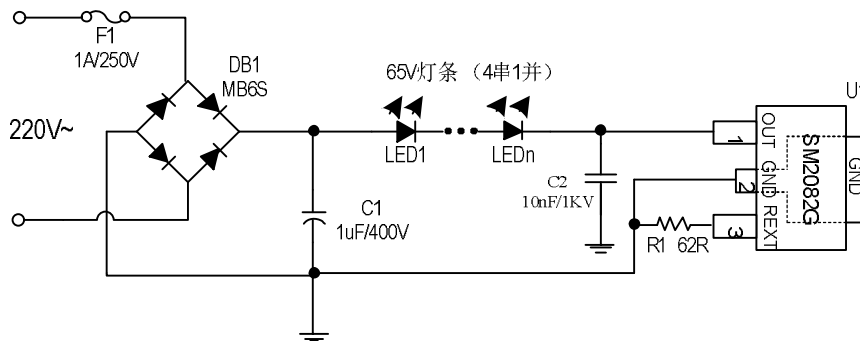 F1
1A/250V
DB1
MB6S
220V~
65V灯条 （4串1并）
LED1
LEDn
C1
1uF/400V
C2
10nF/1KV
R1 62R
1
2
3
OUT
GND
REXT
SM2082G
GND